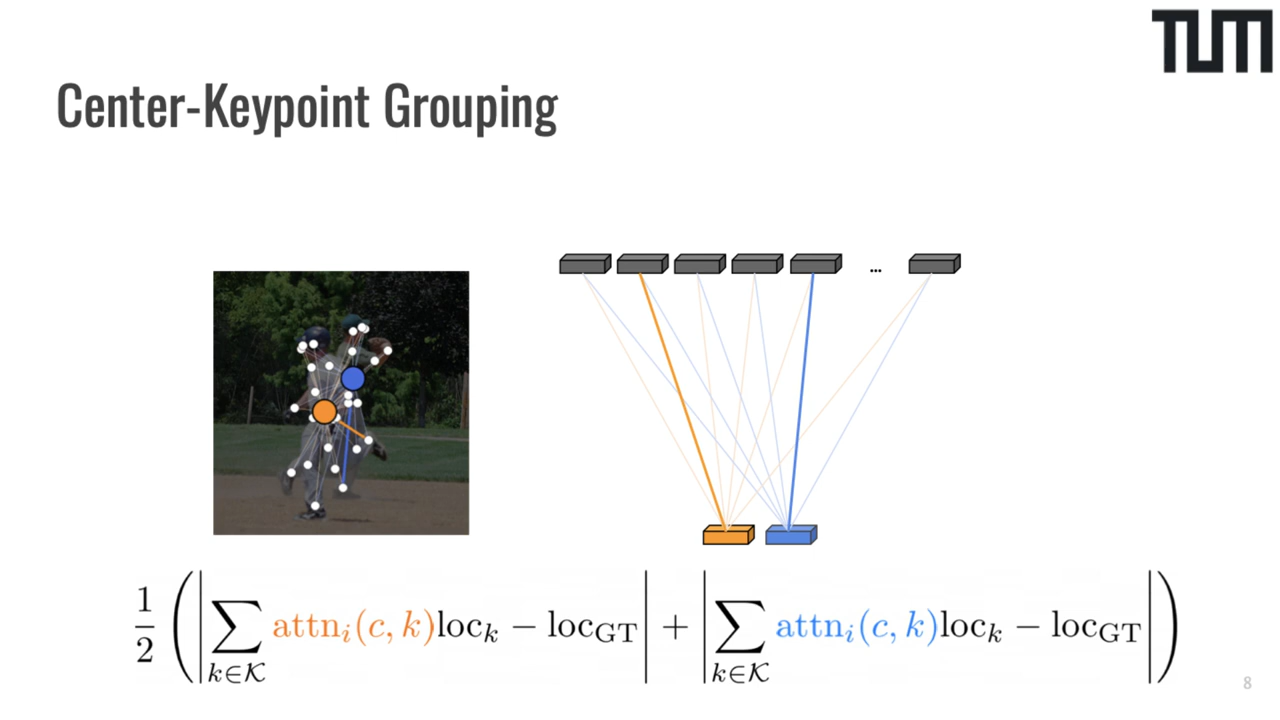 TUM
Center-Keypoint Grouping
...
1/2 ( | ∑_{k∈𝒦} attn_i(c, k)loc_k − loc_GT | + | ∑_{k∈𝒦} attn_i(c, k)loc_k − loc_GT | )
8